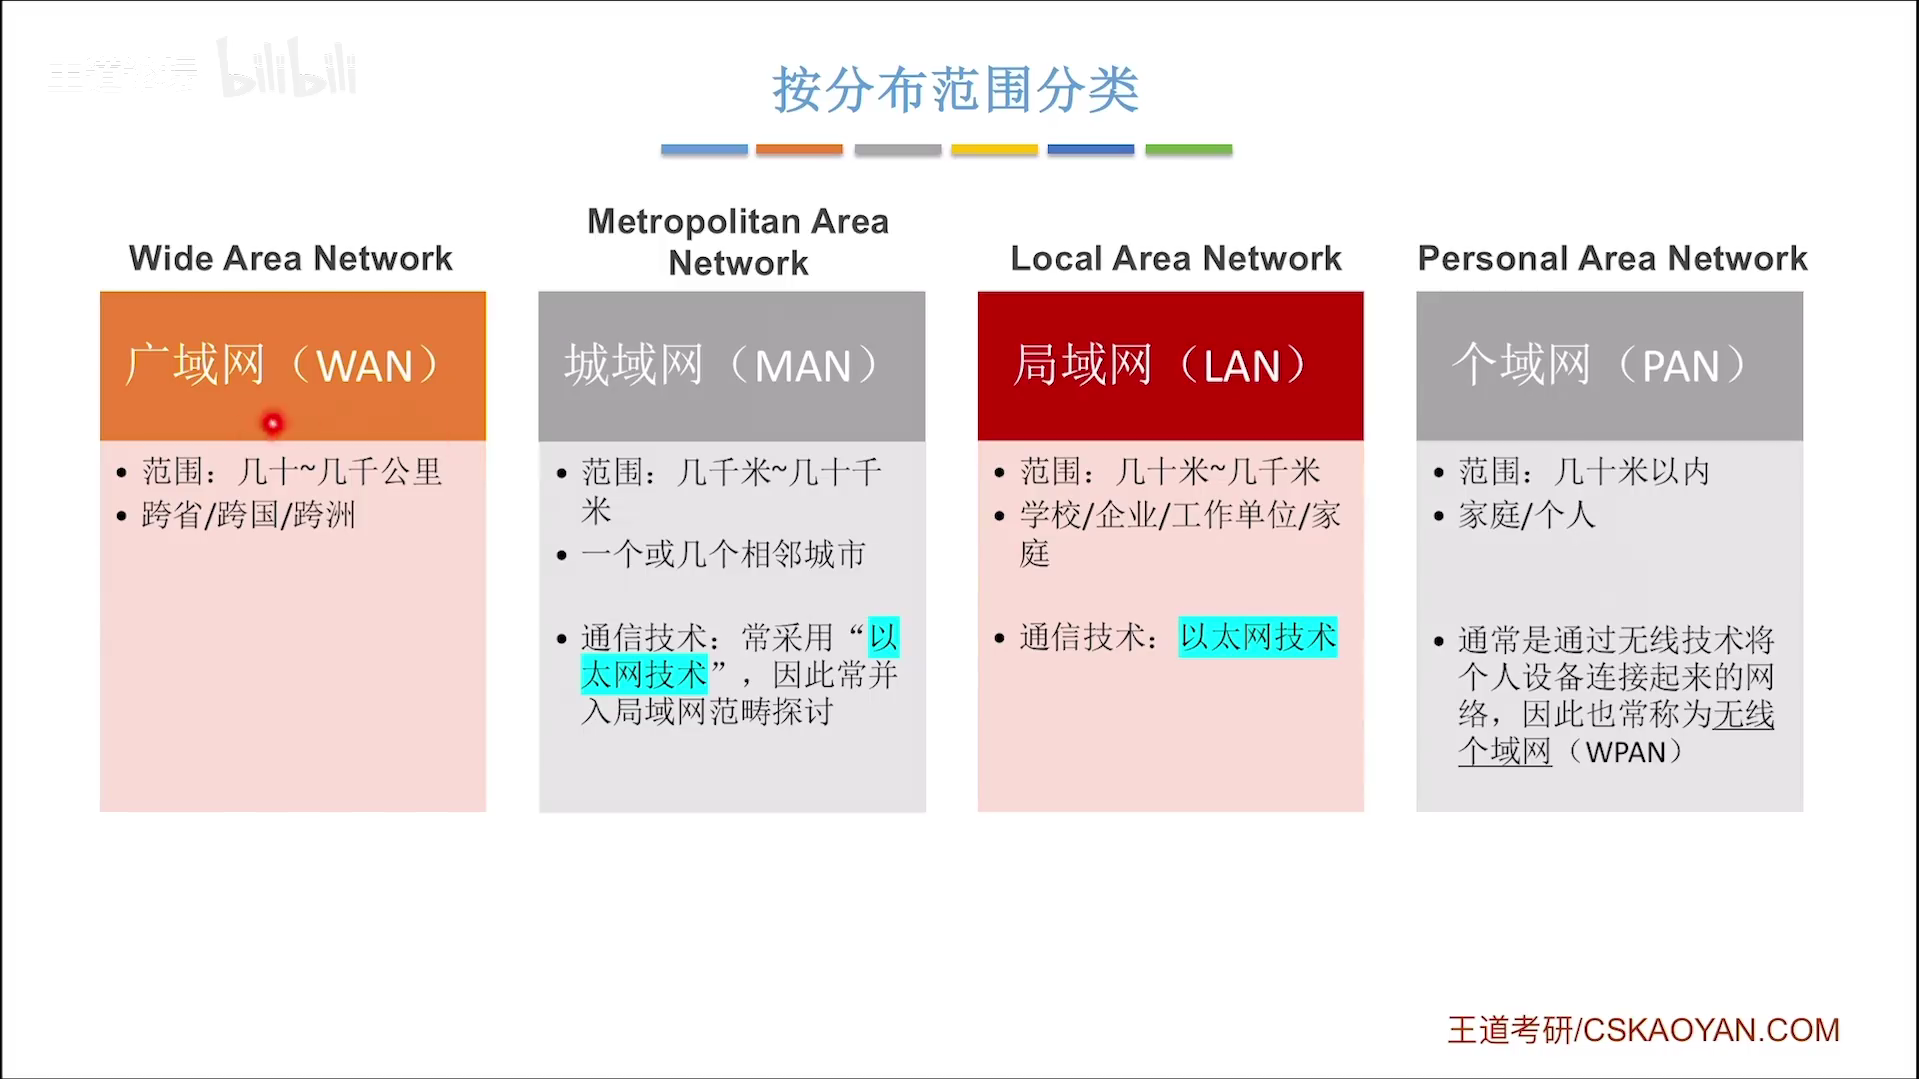 王道论坛 bilibili
按分布范围分类
Wide Area Network
广域网（WAN）
• 范围：几十~几千公里
• 跨省/跨国/跨洲
Metropolitan Area
Network
城域网（MAN）
• 范围：几千米~几十千
米
• 一个或几个相邻城市
• 通信技术：常采用“以
太网技术”，因此常并
入局域网范畴探讨
Local Area Network
局域网（LAN）
• 范围：几十米~几千米
• 学校/企业/工作单位/家
庭
• 通信技术：以太网技术
Personal Area Network
个域网（PAN）
• 范围：几十米以内
• 家庭/个人
• 通常是通过无线技术将
个人设备连接起来的网
络，因此也常称为无线
个域网（WPAN）
王道考研/CSKAOYAN.COM